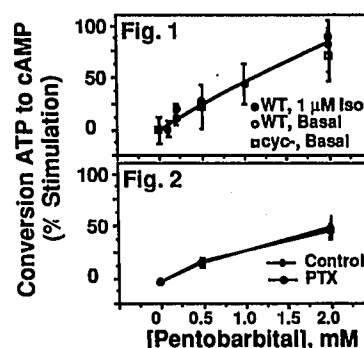 Conversion ATP to cAMP
(% Stimulation)
Fig. 1
100
50
0
WT, 1 µM Iso
WT, Basal
cyc-, Basal
Fig. 2
100
50
0
Control
PTX
0 0.5 1.0 1.5 2.0
[Pentobarbital], mM